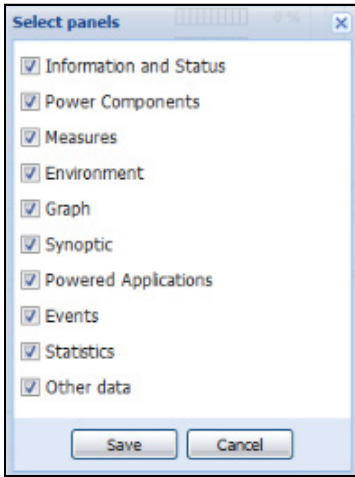 Select panels
0 %
Information and Status
Power Components
Measures
Environment
Graph
Synoptic
Powered Applications
Events
Statistics
Other data
Save Cancel